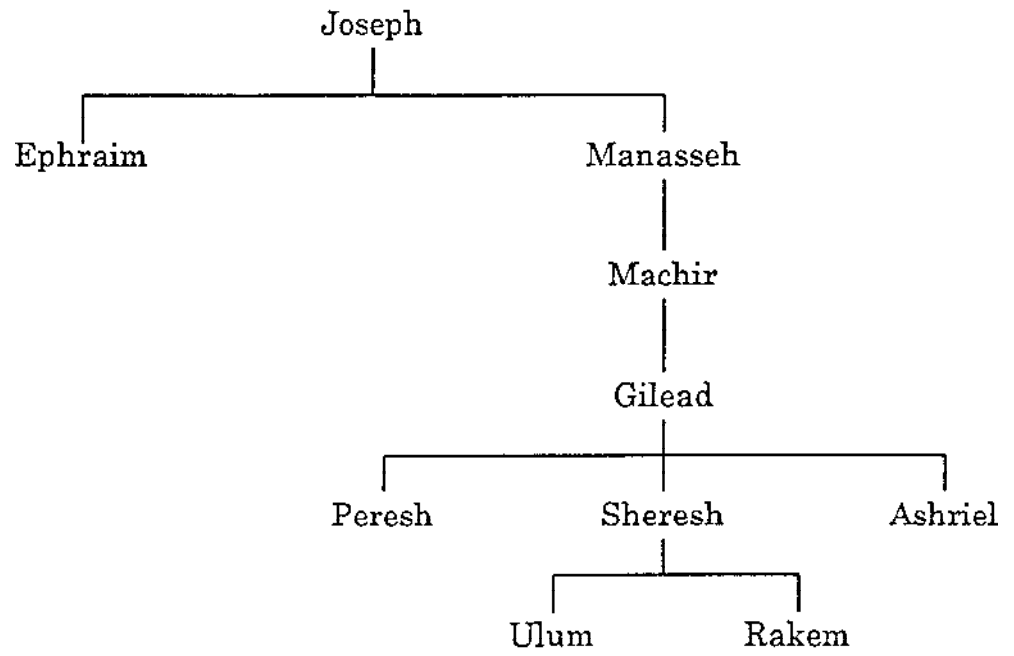 Joseph
Ephraim Manasseh
Machir
Gilead
Peresh Sheresh Ashriel
Ulum Rakem